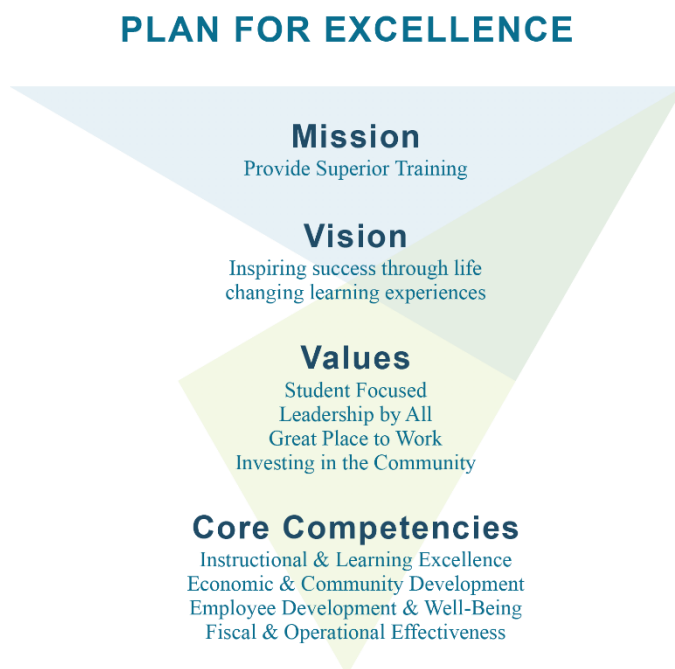 PLAN FOR EXCELLENCE
Mission
Provide Superior Training
Vision
Inspiring success through life
changing learning experiences
Values
Student Focused
Leadership by All
Great Place to Work
Investing in the Community
Core Competencies
Instructional & Learning Excellence
Economic & Community Development
Employee Development & Well-Being
Fiscal & Operational Effectiveness